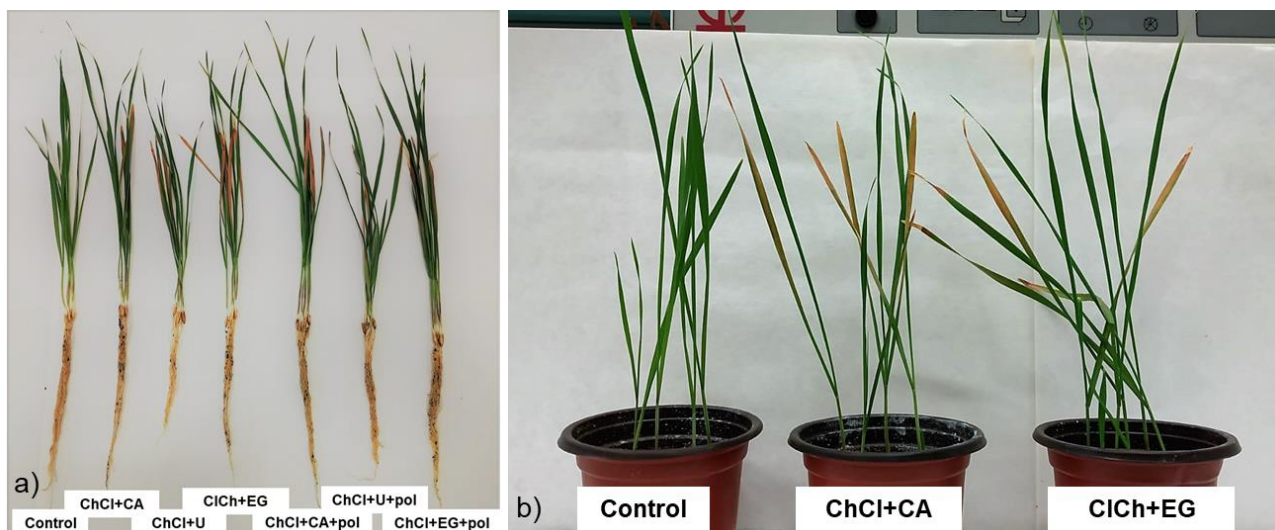 a)
ChCl+CA ClCh+EG ChCl+U+pol
Control ChCl+U ChCl+CA+pol ChCl+EG+pol
b)
Control ChCl+CA ClCh+EG